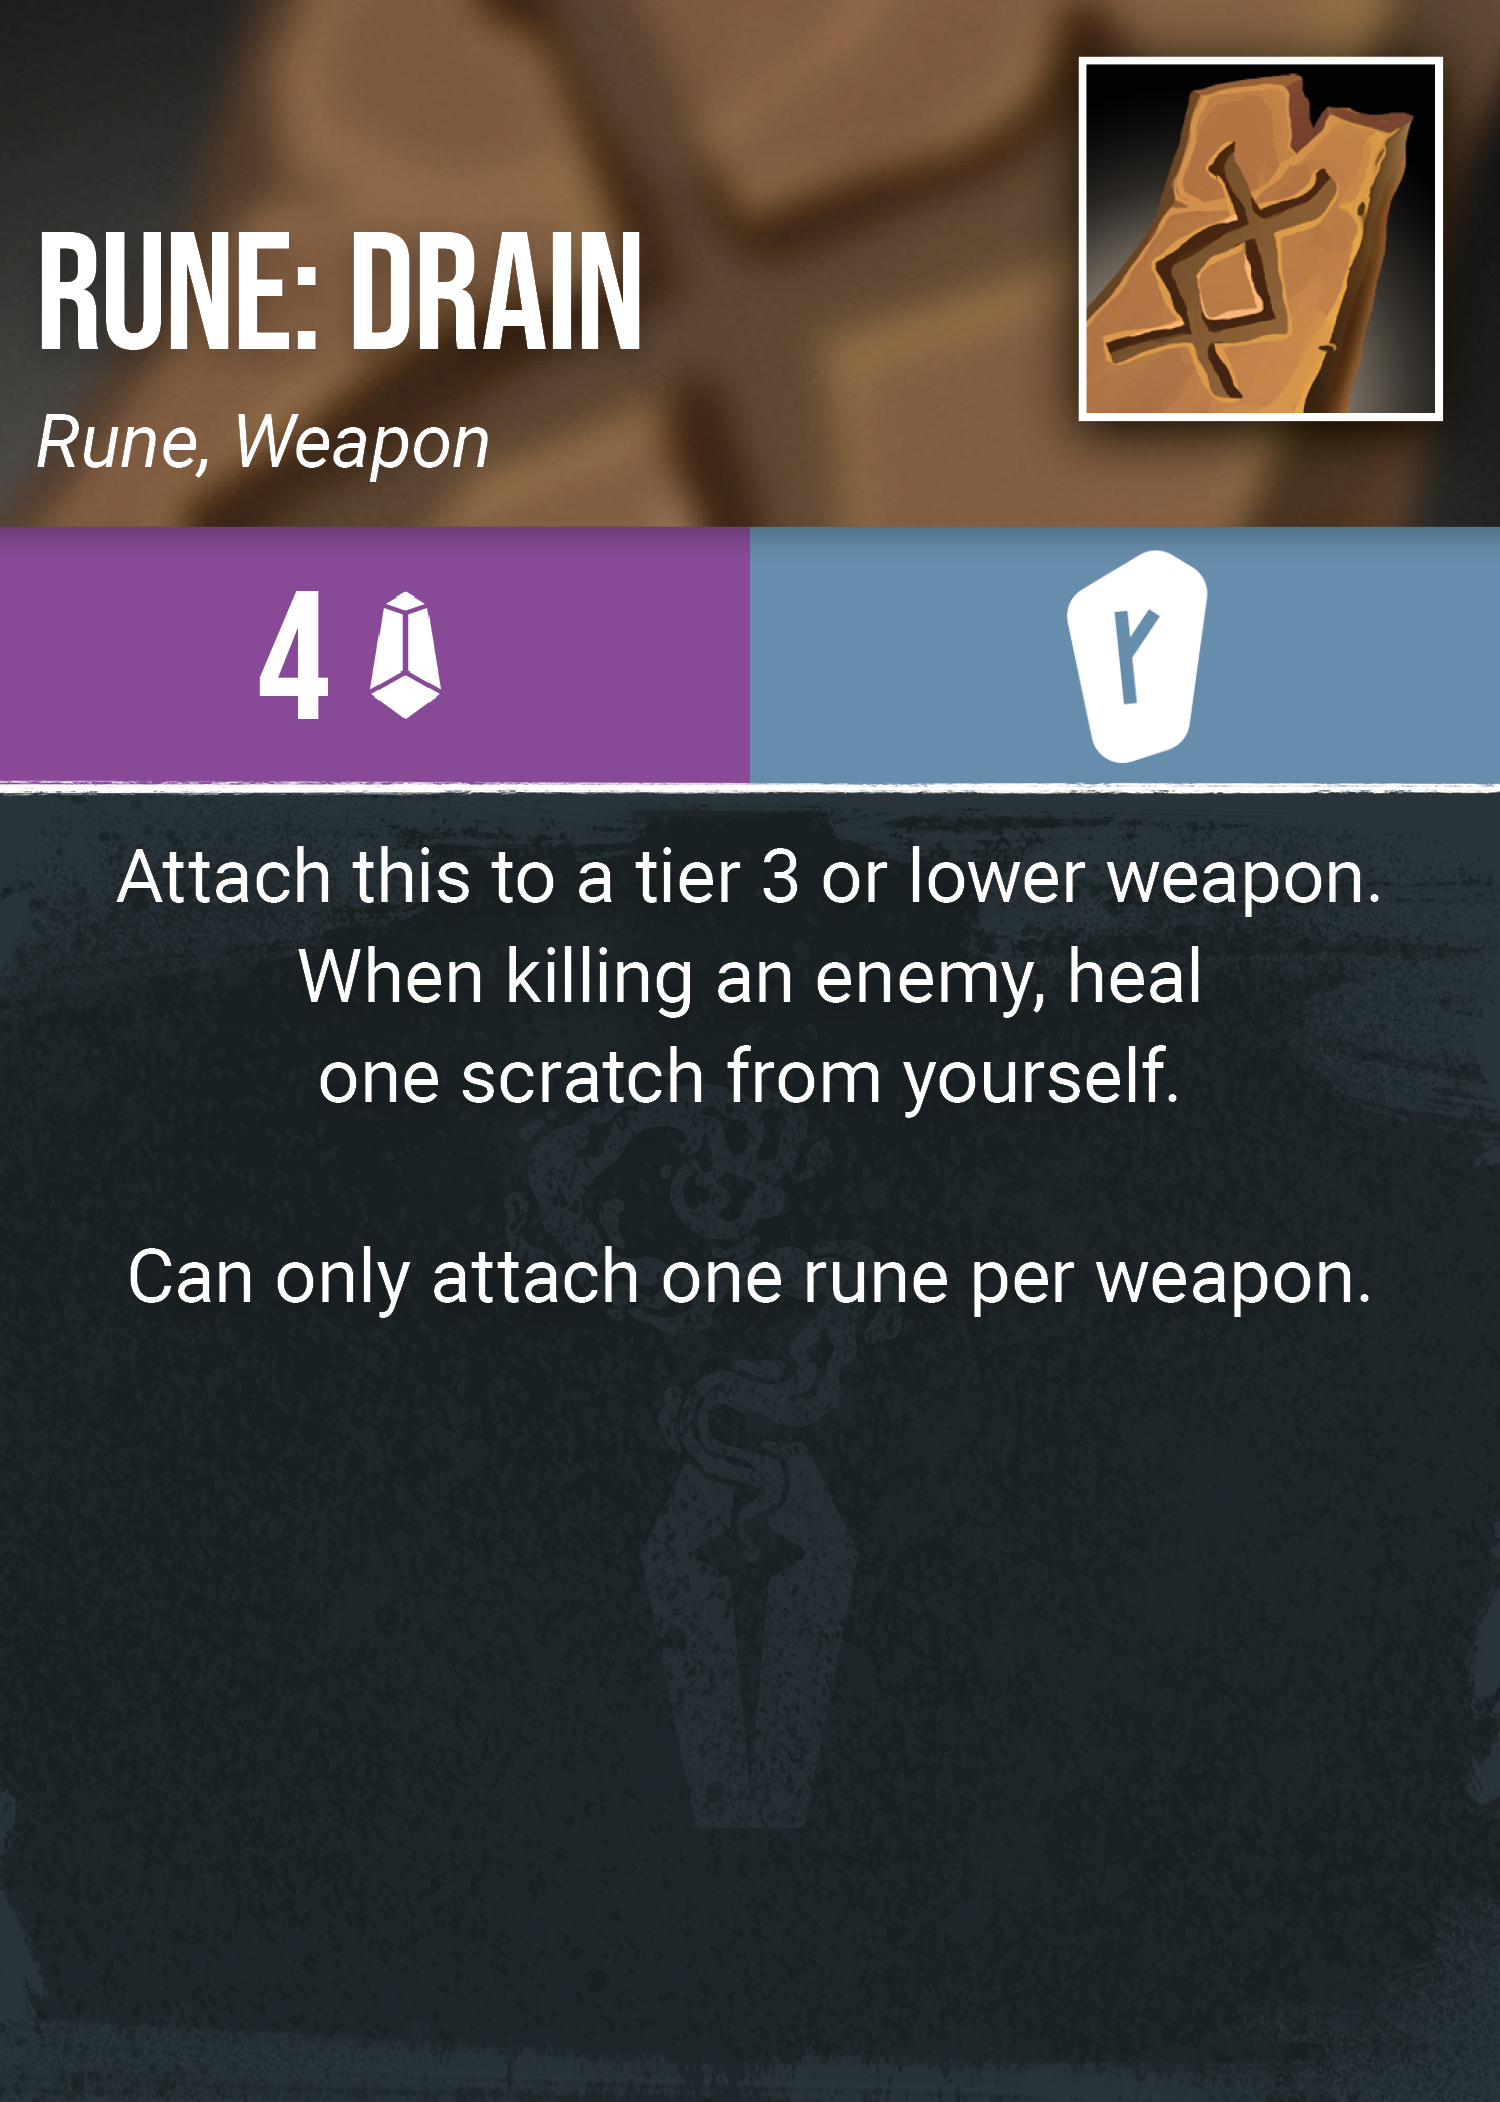 RUNE: DRAIN
Rune, Weapon
4
Attach this to a tier 3 or lower weapon.
When killing an enemy, heal
one scratch from yourself.
Can only attach one rune per weapon.